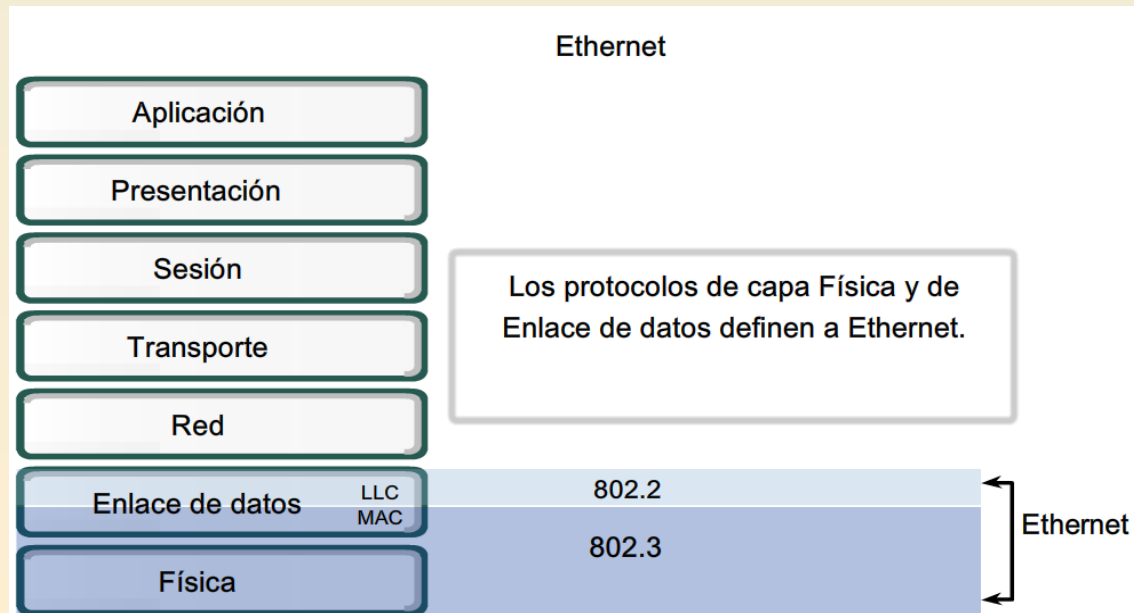 Ethernet
Aplicación
Presentación
Sesión
Transporte
Red
Enlace de datos
LLC
MAC
Física
Los protocolos de capa Física y de
Enlace de datos definen a Ethernet.
802.2
802.3
Ethernet